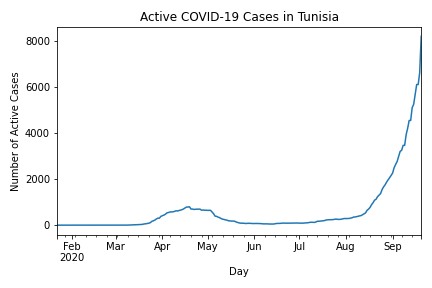 Active COVID-19 Cases in Tunisia
Number of Active Cases
8000
6000
4000
2000
0
Feb Mar Apr May Jun Jul Aug Sep
2020
Day